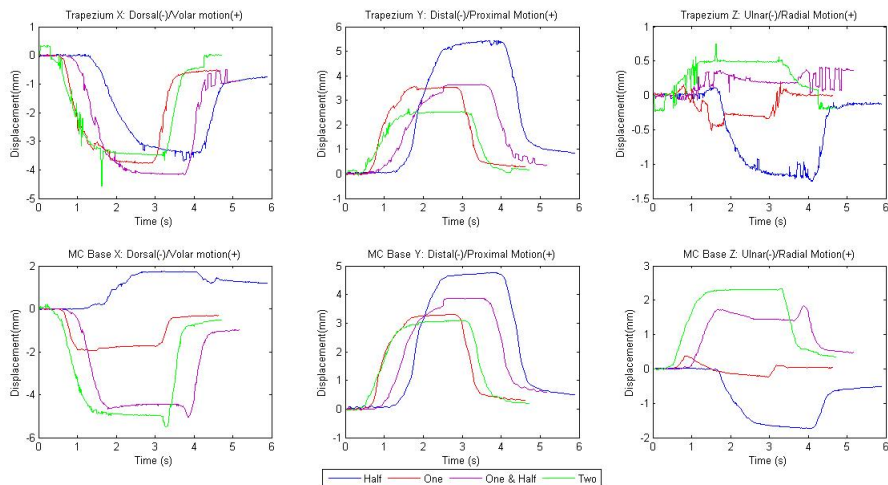 Trapezium X: Dorsal(-)/Volar motion(+)
Trapezium Y: Distal(-)/Proximal Motion(+)
Trapezium Z: Ulnar(-)/Radial Motion(+)
Displacement(mm)
1
0
-1
-2
-3
-4
-5
0 1 2 3 4 5 6
Time (s)
Displacement(mm)
6
5
4
3
2
1
0
-1
0 1 2 3 4 5 6
Time (s)
Displacement(mm)
1
0.5
0
-0.5
-1
-1.5
0 1 2 3 4 5 6
Time (s)
MC Base X: Dorsal(-)/Volar motion(+)
MC Base Y: Distal(-)/Proximal Motion(+)
MC Base Z: Ulnar(-)/Radial Motion(+)
Displacement(mm)
2
0
-2
-4
-6
0 1 2 3 4 5 6
Time (s)
Displacement(mm)
5
4
3
2
1
0
-1
0 1 2 3 4 5 6
Time (s)
Displacement(mm)
3
2
1
0
-1
-2
0 1 2 3 4 5 6
Time (s)
Half One One & Half Two